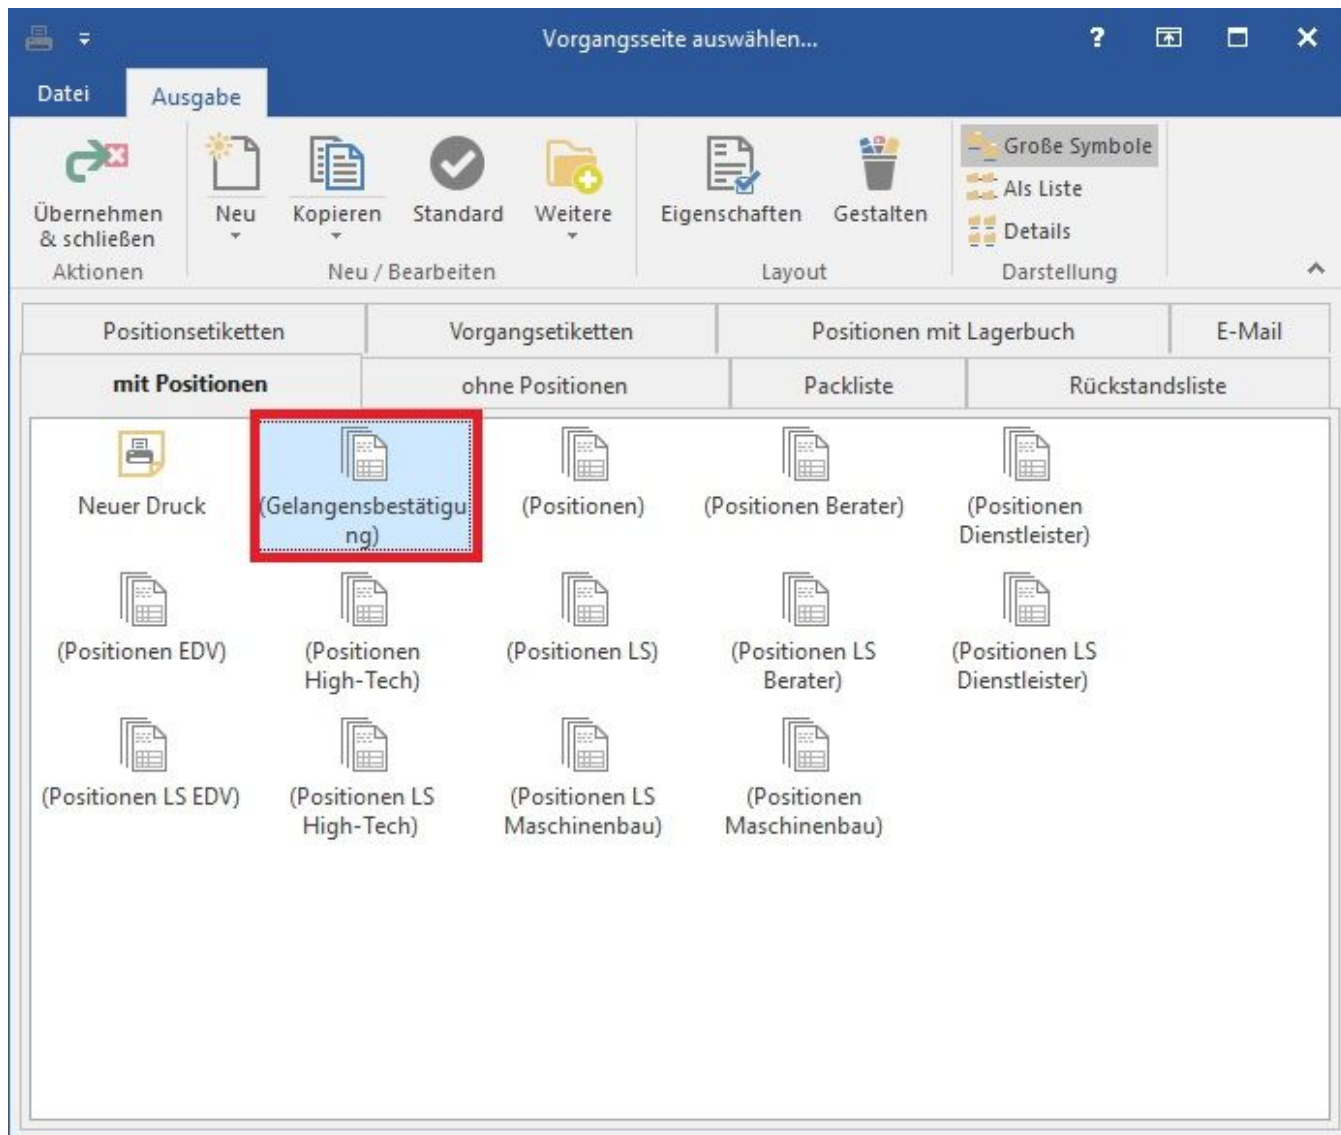 Vorgangsseite auswählen...
?
Datei
Ausgabe
Übernehmen
& schließen
Neu
Kopieren
Standard
Weitere
Eigenschaften
Gestalten
Große Symbole
Als Liste
Details
Aktionen
Neu / Bearbeiten
Layout
Darstellung
Positionsetiketten
Vorgangsetiketten
Positionen mit Lagerbuch
E-Mail
mit Positionen
ohne Positionen
Packliste
Rückstandsliste
Neuer Druck
(Gelangensbestätigu
ng)
(Positionen)
(Positionen Berater)
(Positionen
Dienstleister)
(Positionen EDV)
(Positionen
High-Tech)
(Positionen LS)
(Positionen LS
Berater)
(Positionen LS
Dienstleister)
(Positionen LS EDV)
(Positionen LS
High-Tech)
(Positionen LS
Maschinenbau)
(Positionen
Maschinenbau)